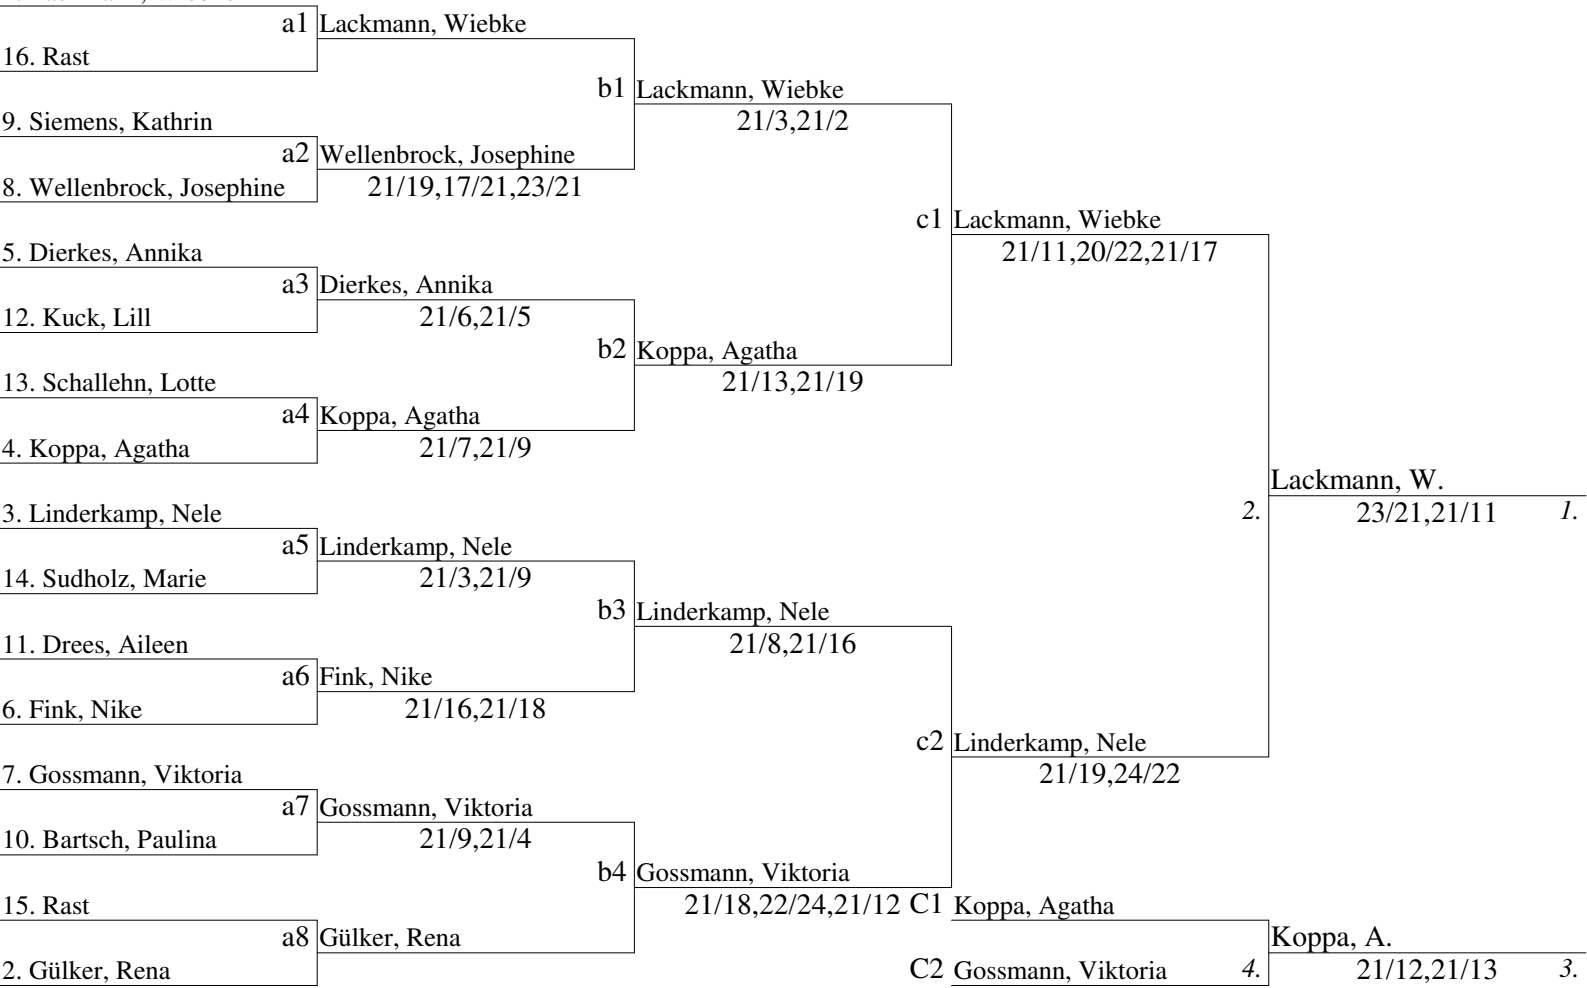 a1 Lackmann, Wiebke
16. Rast
b1 Lackmann, Wiebke
21/3,21/2
9. Siemens, Kathrin
a2 Wellenbrock, Josephine
8. Wellenbrock, Josephine
21/19,17/21,23/21
c1 Lackmann, Wiebke
21/11,20/22,21/17
5. Dierkes, Annika
a3 Dierkes, Annika
12. Kuck, Lill
21/6,21/5
b2 Koppa, Agatha
21/13,21/19
13. Schallehn, Lotte
a4 Koppa, Agatha
4. Koppa, Agatha
21/7,21/9
Lackmann, W.
2.
23/21,21/11
1.
3. Linderkamp, Nele
a5 Linderkamp, Nele
14. Sudholz, Marie
21/3,21/9
b3 Linderkamp, Nele
21/8,21/16
11. Drees, Aileen
a6 Fink, Nike
6. Fink, Nike
21/16,21/18
c2 Linderkamp, Nele
21/19,24/22
7. Gossmann, Viktoria
a7 Gossmann, Viktoria
10. Bartsch, Paulina
21/9,21/4
b4 Gossmann, Viktoria
21/18,22/24,21/12
15. Rast
a8 Gülker, Rena
2. Gülker, Rena
C1 Koppa, Agatha
Koppa, A.
C2 Gossmann, Viktoria
4.
21/12,21/13
3.